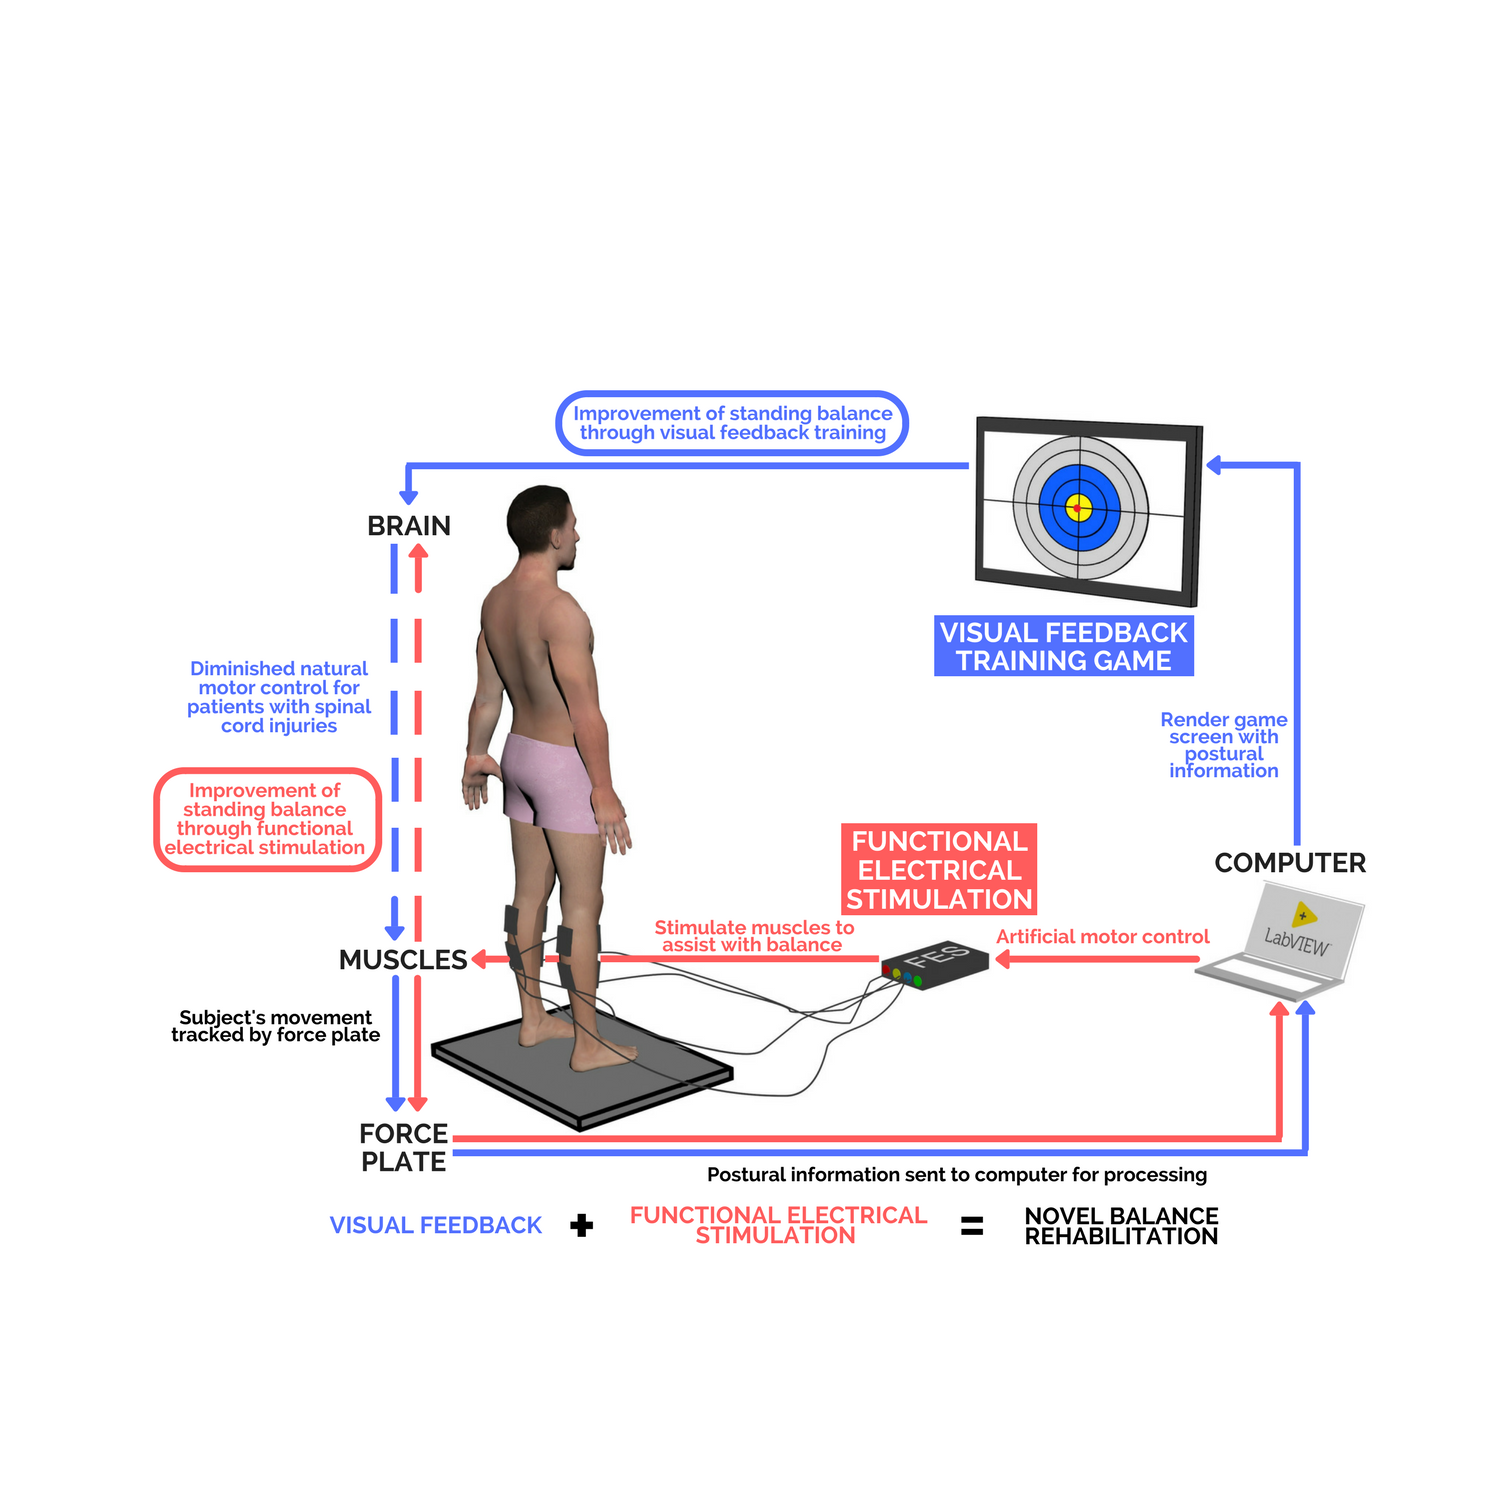 Improvement of standing balance
through visual feedback training
BRAIN
VISUAL FEEDBACK
TRAINING GAME
Diminished natural
motor control for
patients with spinal
cord injuries
Render game
screen with
postural
information
Improvement of
standing balance
through functional
electrical stimulation
FUNCTIONAL
ELECTRICAL
STIMULATION
COMPUTER
LabVIEW
Stimulate muscles to
assist with balance
Artificial motor control
FES
MUSCLES
Subject's movement
tracked by force plate
FORCE
PLATE
Postural information sent to computer for processing
VISUAL FEEDBACK + FUNCTIONAL ELECTRICAL
STIMULATION = NOVEL BALANCE
REHABILITATION